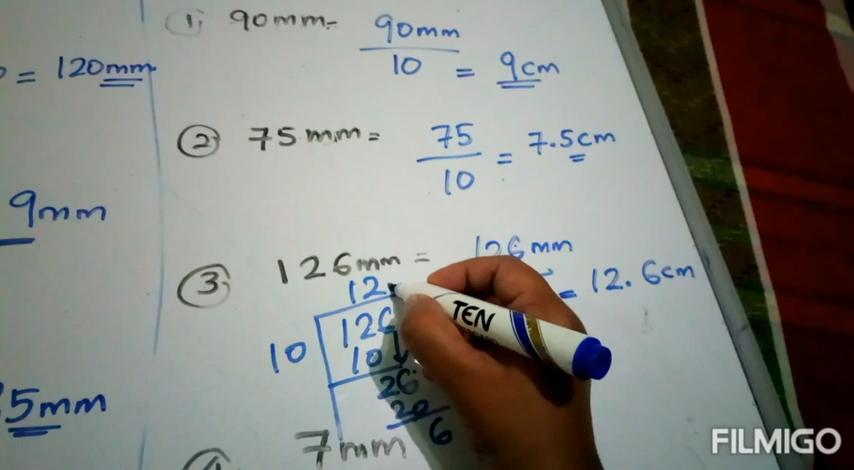 1) 90mm- 90mm
10 = 9cm
= 120mm
2 75mm = 75
10 = 7.5cm
9mm
3 126mm = 126mm
= 12.6cm
12.
10 126
10
26
20
6
5mm
7mm
TEN
FILMIGO